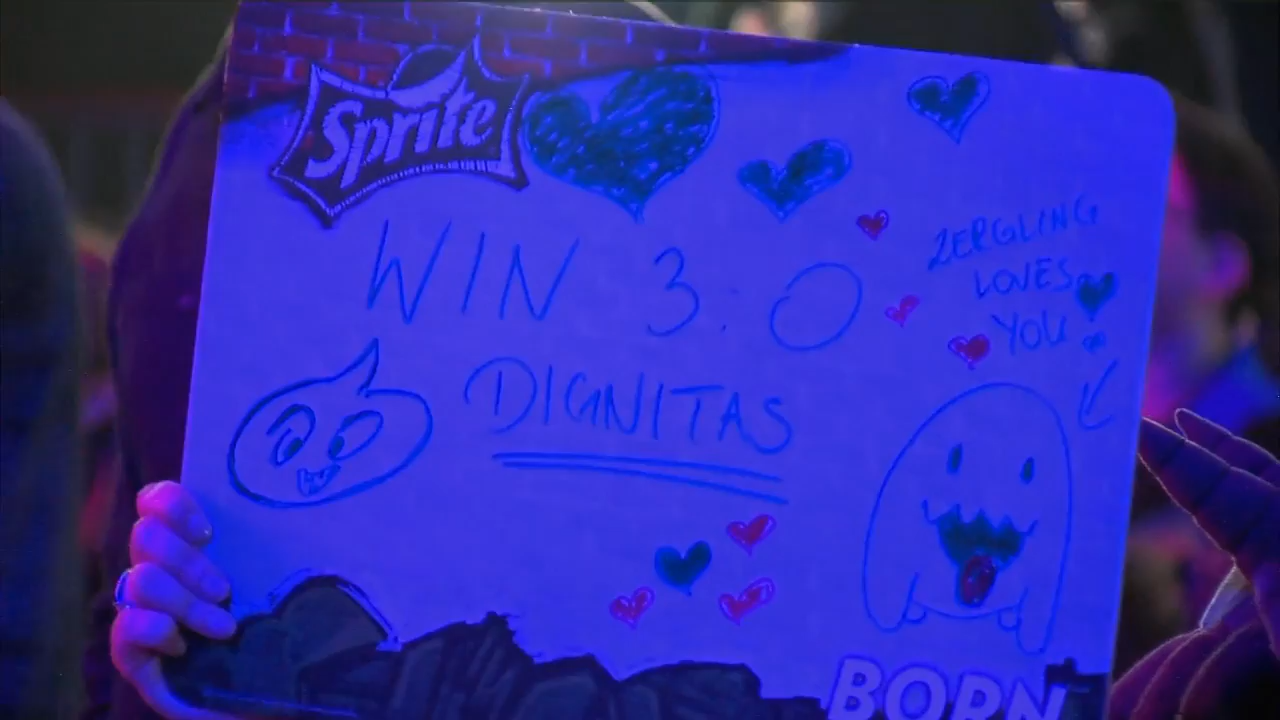 Sprite
WIN 3:0
DIGNITAS
ZERGLING
LOVES
YOU
BORN